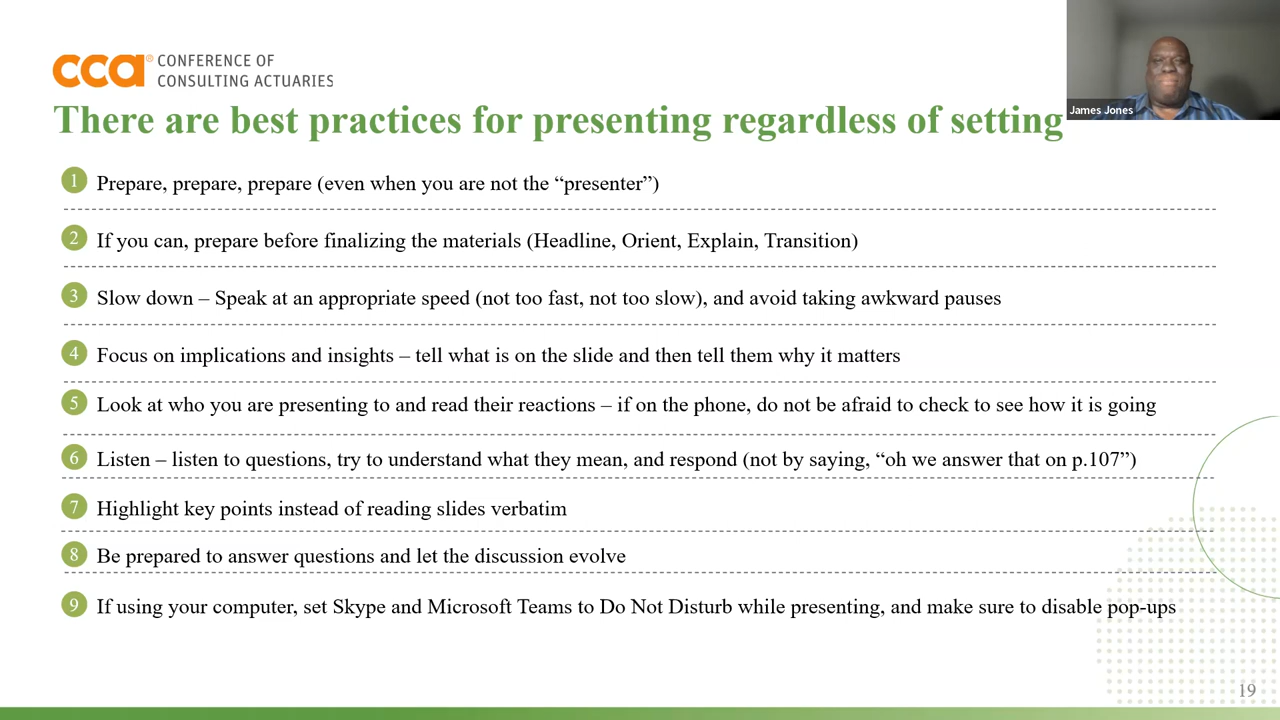 cca® CONFERENCE OF
CONSULTING ACTUARIES
James Jones
There are best practices for presenting regardless of setting
1 Prepare, prepare, prepare (even when you are not the “presenter”)
2 If you can, prepare before finalizing the materials (Headline, Orient, Explain, Transition)
3 Slow down – Speak at an appropriate speed (not too fast, not too slow), and avoid taking awkward pauses
4 Focus on implications and insights – tell what is on the slide and then tell them why it matters
5 Look at who you are presenting to and read their reactions – if on the phone, do not be afraid to check to see how it is going
6 Listen – listen to questions, try to understand what they mean, and respond (not by saying, “oh we answer that on p.107”)
7 Highlight key points instead of reading slides verbatim
8 Be prepared to answer questions and let the discussion evolve
9 If using your computer, set Skype and Microsoft Teams to Do Not Disturb while presenting, and make sure to disable pop-ups
19